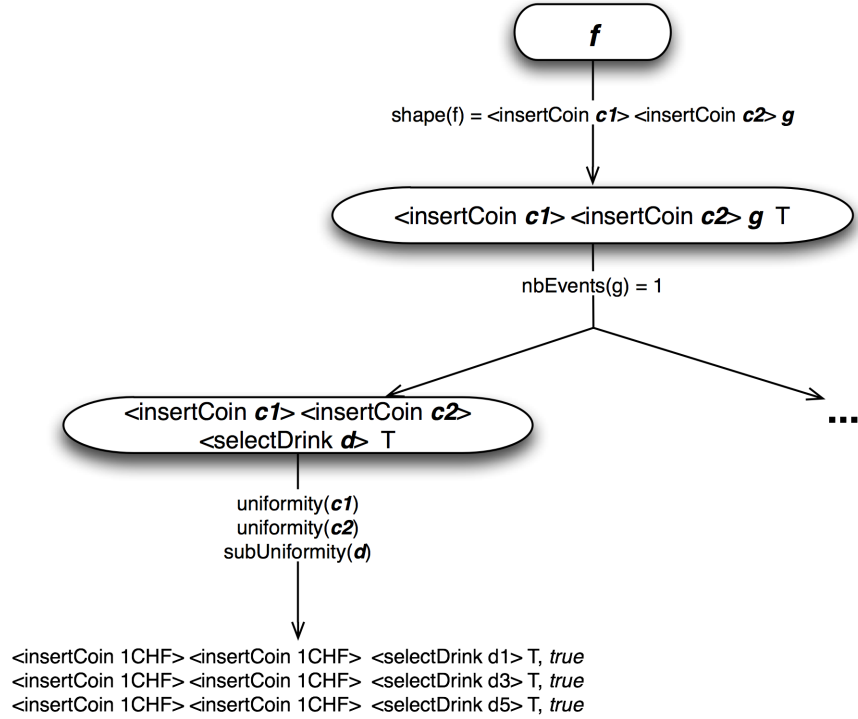 f
shape(f) = <insertCoin c1> <insertCoin c2> g
<insertCoin c1> <insertCoin c2> g T
nbEvents(g) = 1
<insertCoin c1> <insertCoin c2>
<selectDrink d> T
...
uniformity(c1)
uniformity(c2)
subUniformity(d)
<insertCoin 1CHF> <insertCoin 1CHF> <selectDrink d1> T, true
<insertCoin 1CHF> <insertCoin 1CHF> <selectDrink d3> T, true
<insertCoin 1CHF> <insertCoin 1CHF> <selectDrink d5> T, true